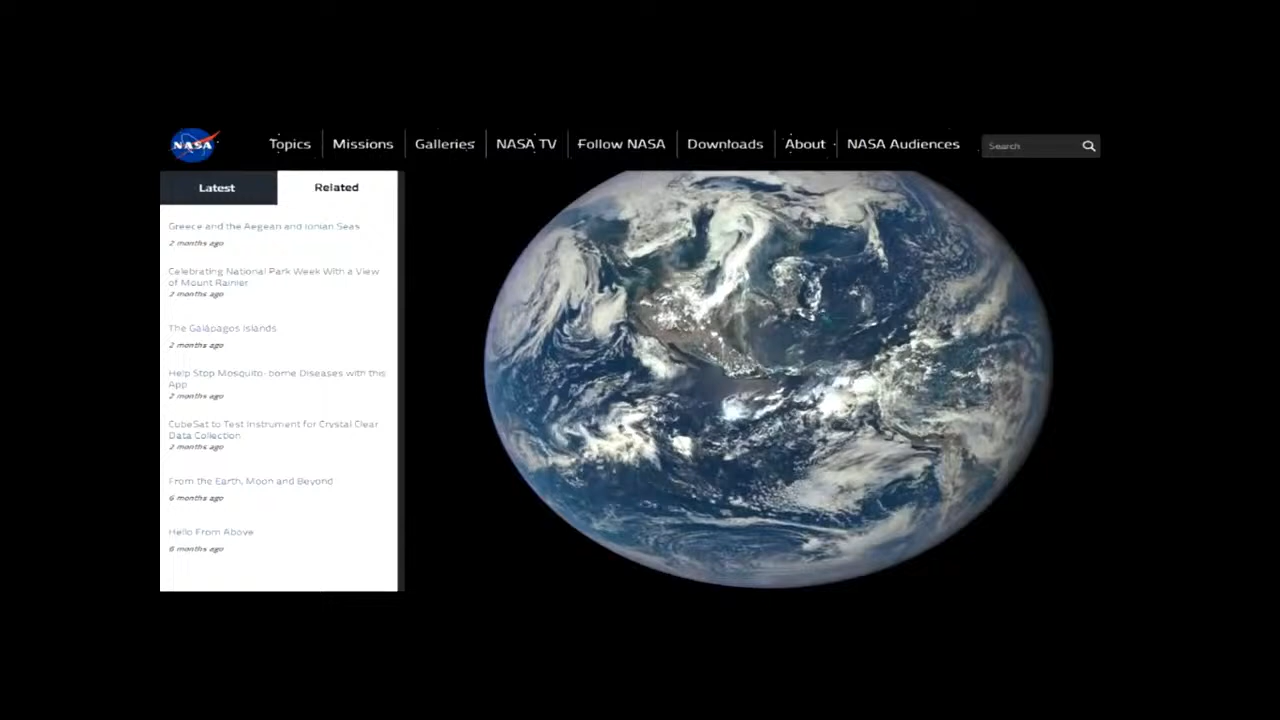 NASA
Topics
Missions
Galleries
NASA TV
Follow NASA
Downloads
About
NASA Audiences
Search
Latest
Related
Greece and the Aegean and Ionian Seas
2 months ago
Celebrating National Park Week With a View
of Mount Rainier
2 months ago
The Galápagos Islands
2 months ago
Help Stop Mosquito-borne Diseases with this
App
2 months ago
CubeSat to Test Instrument for Crystal Clear
Data Collection
2 months ago
From the Earth, Moon and Beyond
6 months ago
Hello From Above
6 months ago